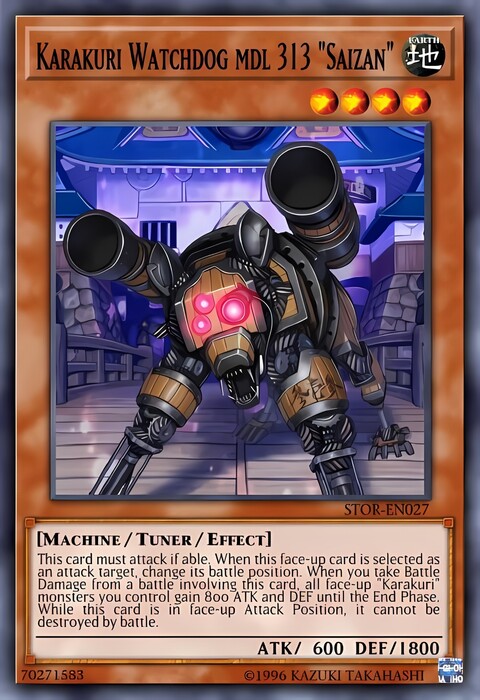 KARAKURI WATCHDOG MDL 313 "SAIZAN"
EARTH
地
STOR-EN027
[MACHINE / TUNER / EFFECT]
This card must attack if able. When this face-up card is selected as
an attack target, change its battle position. When you take Battle
Damage from a battle involving this card, all face-up "Karakuri"
monsters you control gain 800 ATK and DEF until the End Phase.
While this card is in face-up Attack Position, it cannot be
destroyed by battle.
ATK/ 600 DEF/1800
70271583
©1996 KAZUKI TAKAHASHI